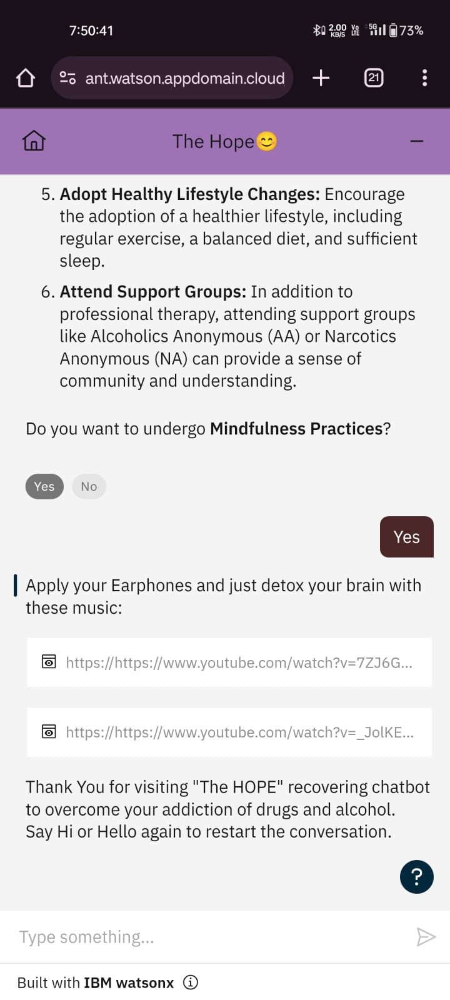 7:50:41
2.00 KB/S Vo LTE 5G 73%
ant.watson.appdomain.cloud
21
The Hope😊
5. Adopt Healthy Lifestyle Changes: Encourage
the adoption of a healthier lifestyle, including
regular exercise, a balanced diet, and sufficient
sleep.
6. Attend Support Groups: In addition to
professional therapy, attending support groups
like Alcoholics Anonymous (AA) or Narcotics
Anonymous (NA) can provide a sense of
community and understanding.
Do you want to undergo Mindfulness Practices?
Yes No
Yes
Apply your Earphones and just detox your brain with
these music:
https://https://www.youtube.com/watch?v=7ZJ6G...
https://https://www.youtube.com/watch?v=_JolKE...
Thank You for visiting "The HOPE" recovering chatbot
to overcome your addiction of drugs and alcohol.
Say Hi or Hello again to restart the conversation.
?
Type something...
Built with IBM watsonx